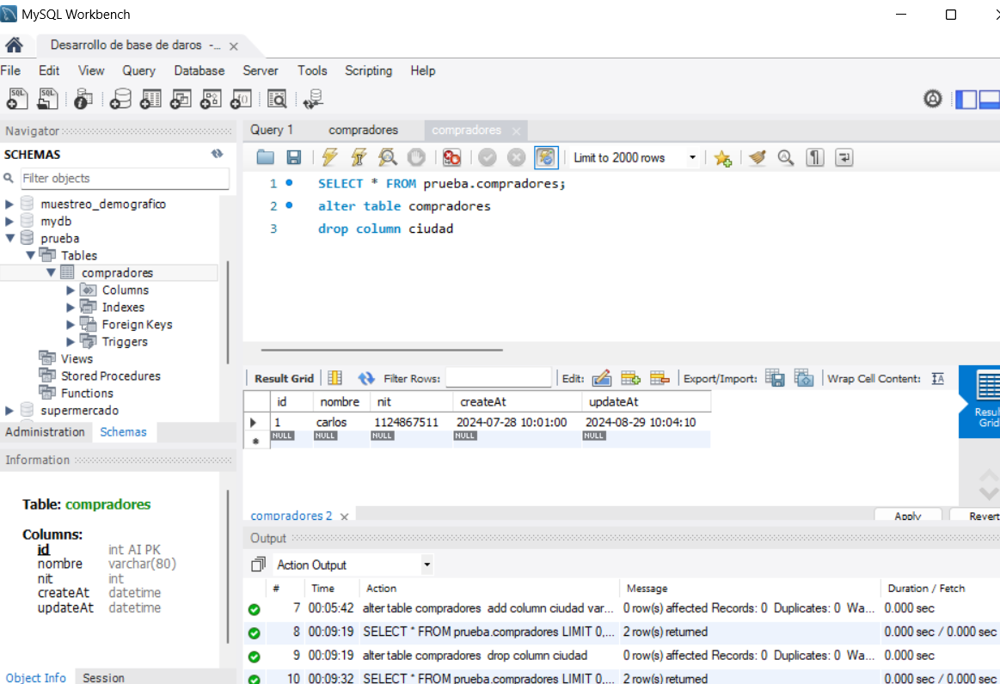 MySQL Workbench
Desarrollo de base de daros -...
File Edit View Query Database Server Tools Scripting Help
Navigator
SCHEMAS
Filter objects
muestreo_demografico
mydb
prueba
Tables
compradores
Columns
Indexes
Foreign Keys
Triggers
Views
Stored Procedures
Functions
supermercado
Administration Schemas
Information
Table: compradores
Columns:
id int AI PK
nombre varchar(80)
nit int
createAt datetime
updateAt datetime
Object Info Session
Query 1 compradores compradores
Limit to 2000 rows
1 SELECT * FROM prueba.compradores;
2 alter table compradores
3 drop column ciudad
Result Grid Filter Rows: Edit: Export/Import: Wrap Cell Content:
id nombre nit createAt updateAt
1 carlos 1124867511 2024-07-28 10:01:00 2024-08-29 10:04:10
NULL NULL NULL NULL NULL
Resul
Grid
compradores 2 Apply Revert
Output
Action Output
# Time Action Message Duration / Fetch
7 00:05:42 alter table compradores add column ciudad var... 0 row(s) affected Records: 0 Duplicates: 0 Wa... 0.000 sec
8 00:09:19 SELECT * FROM prueba.compradores LIMIT 0,... 2 row(s) returned 0.000 sec / 0.000 sec
9 00:09:19 alter table compradores drop column ciudad 0 row(s) affected Records: 0 Duplicates: 0 Wa... 0.000 sec
10 00:09:32 SELECT * FROM prueba.compradores LIMIT 0,... 2 row(s) returned 0.000 sec / 0.000 sec